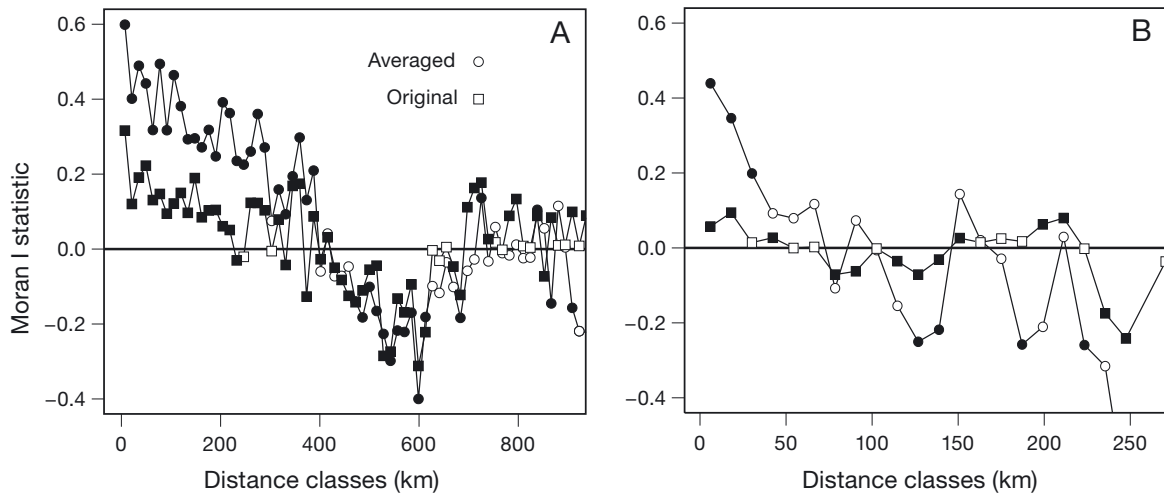 A
B
Averaged
Original
Moran I statistic
0.6
0.4
0.2
0.0
−0.2
−0.4
0.6
0.4
0.2
0.0
−0.2
−0.4
0 200 400 600 800
0 50 100 150 200 250
Distance classes (km)
Distance classes (km)